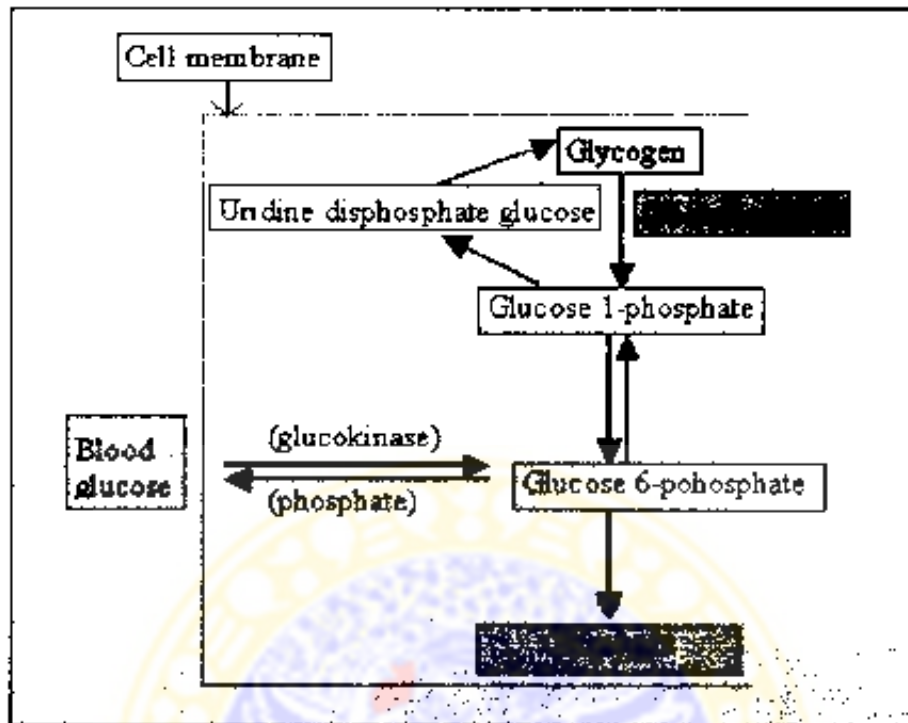 Cell membrane
Glycogen
Uridine disphosphate glucose
Glucose 1-phosphate
(glucokinase)
Blood
glucose
(phosphate)
Glucose 6-pohosphate